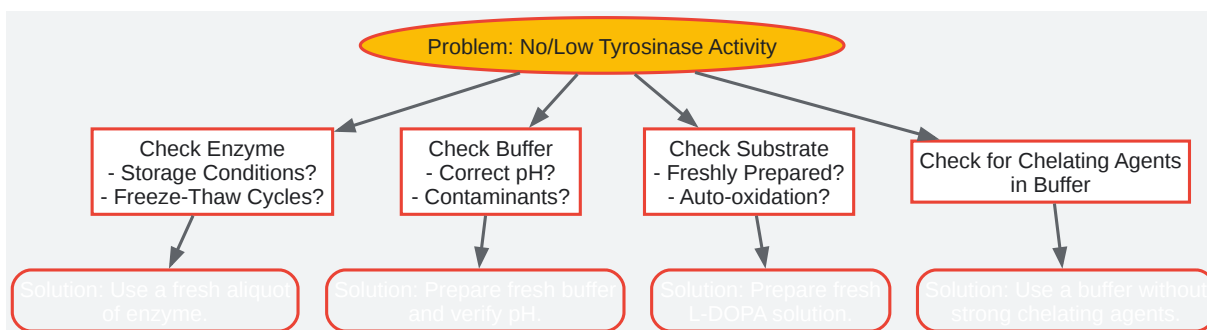 Problem: No/Low Tyrosinase Activity
Check Enzyme
- Storage Conditions?
- Freeze-Thaw Cycles?
Check Buffer
- Correct pH?
- Contaminants?
Check Substrate
- Freshly Prepared?
- Auto-oxidation?
Check for Chelating Agents
in Buffer
Solution: Use a fresh aliquot
of enzyme.
Solution: Prepare fresh buffer
and verify pH.
Solution: Prepare fresh
L-DOPA solution.
Solution: Use a buffer without
strong chelating agents.